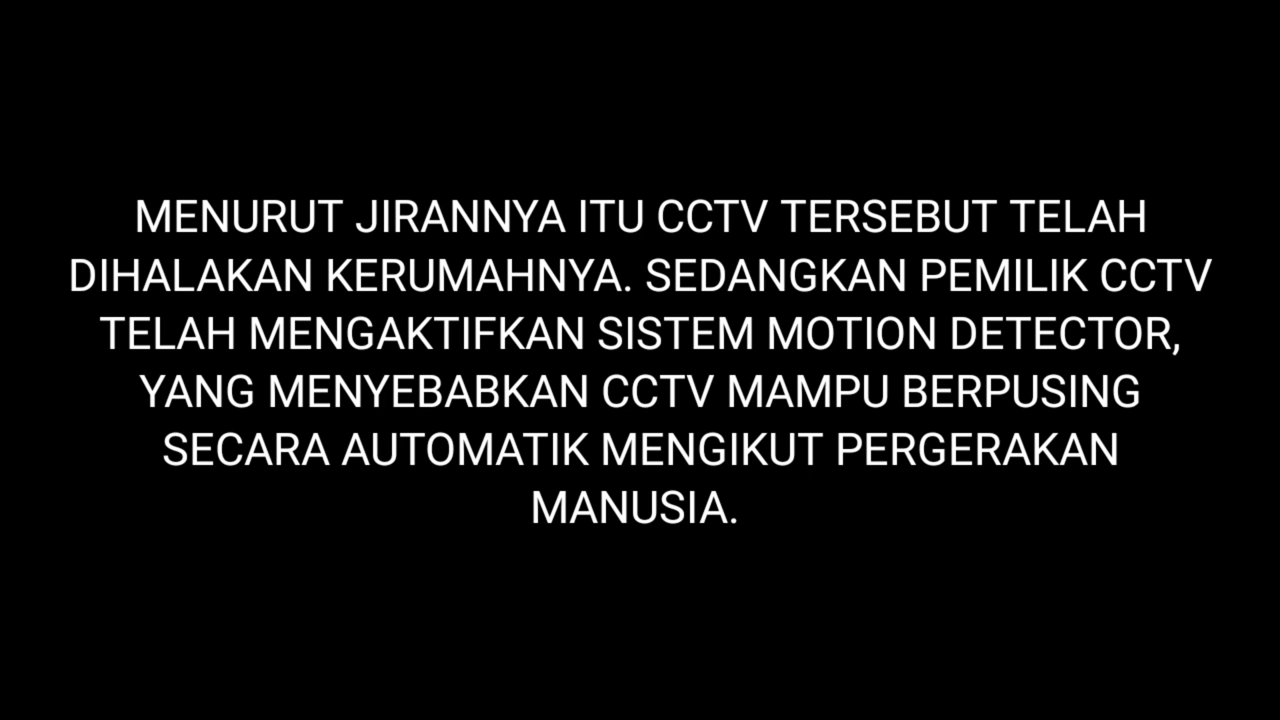 MENURUT JIRANNYA ITU CCTV TERSEBUT TELAH
DIHALAKAN KERUMAHNYA. SEDANGKAN PEMILIK CCTV
TELAH MENGAKTIFKAN SISTEM MOTION DETECTOR,
YANG MENYEBABKAN CCTV MAMPU BERPUSING
SECARA AUTOMATIK MENGIKUT PERGERAKAN
MANUSIA.